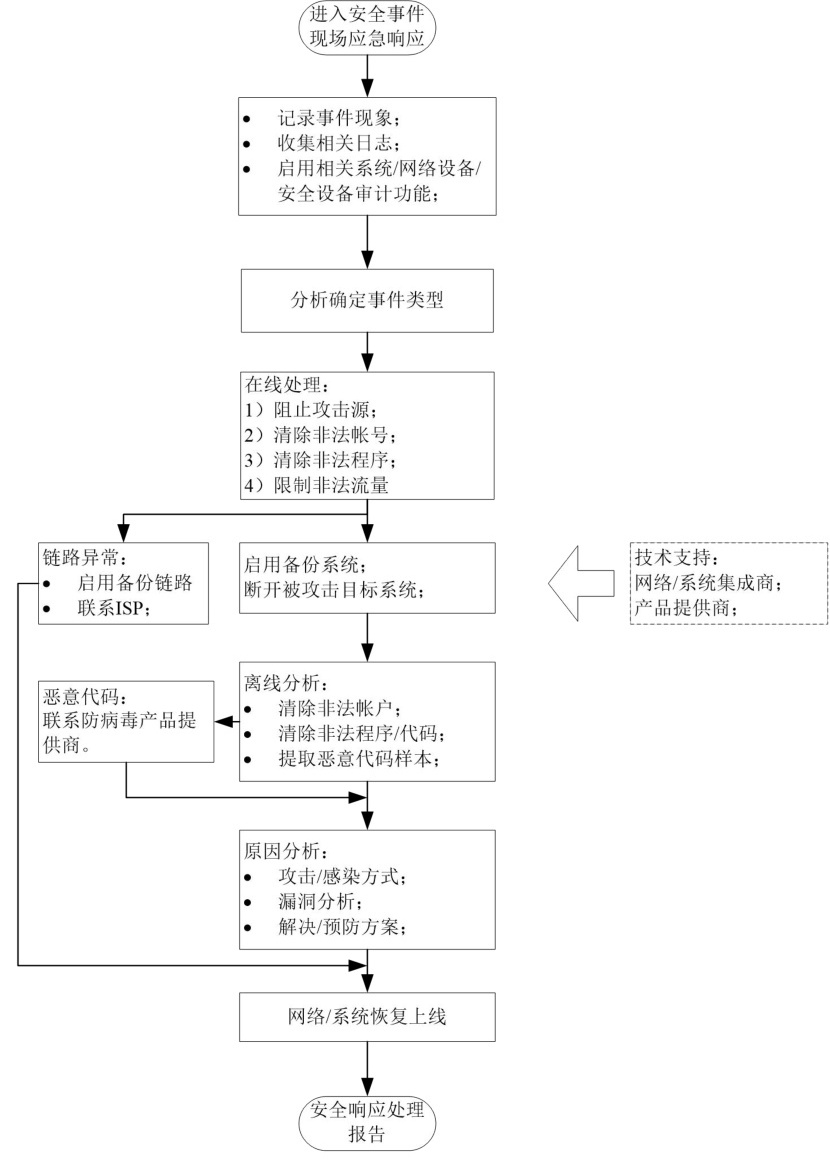 进入安全事件
现场应急响应
● 记录事件现象；
● 收集相关日志；
● 启用相关系统/网络设备/
安全设备审计功能；
分析确定事件类型
在线处理：
1）阻止攻击源；
2）清除非法帐号；
3）清除非法程序；
4）限制非法流量
链路异常：
● 启用备份链路
● 联系ISP；
启用备份系统；
断开被攻击目标系统；
技术支持：
网络/系统集成商；
产品提供商；
离线分析：
● 清除非法帐户；
● 清除非法程序/代码；
● 提取恶意代码样本；
恶意代码：
联系防病毒产品提
供商。
原因分析：
● 攻击/感染方式；
● 漏洞分析；
● 解决/预防方案；
网络/系统恢复上线
安全响应处理
报告